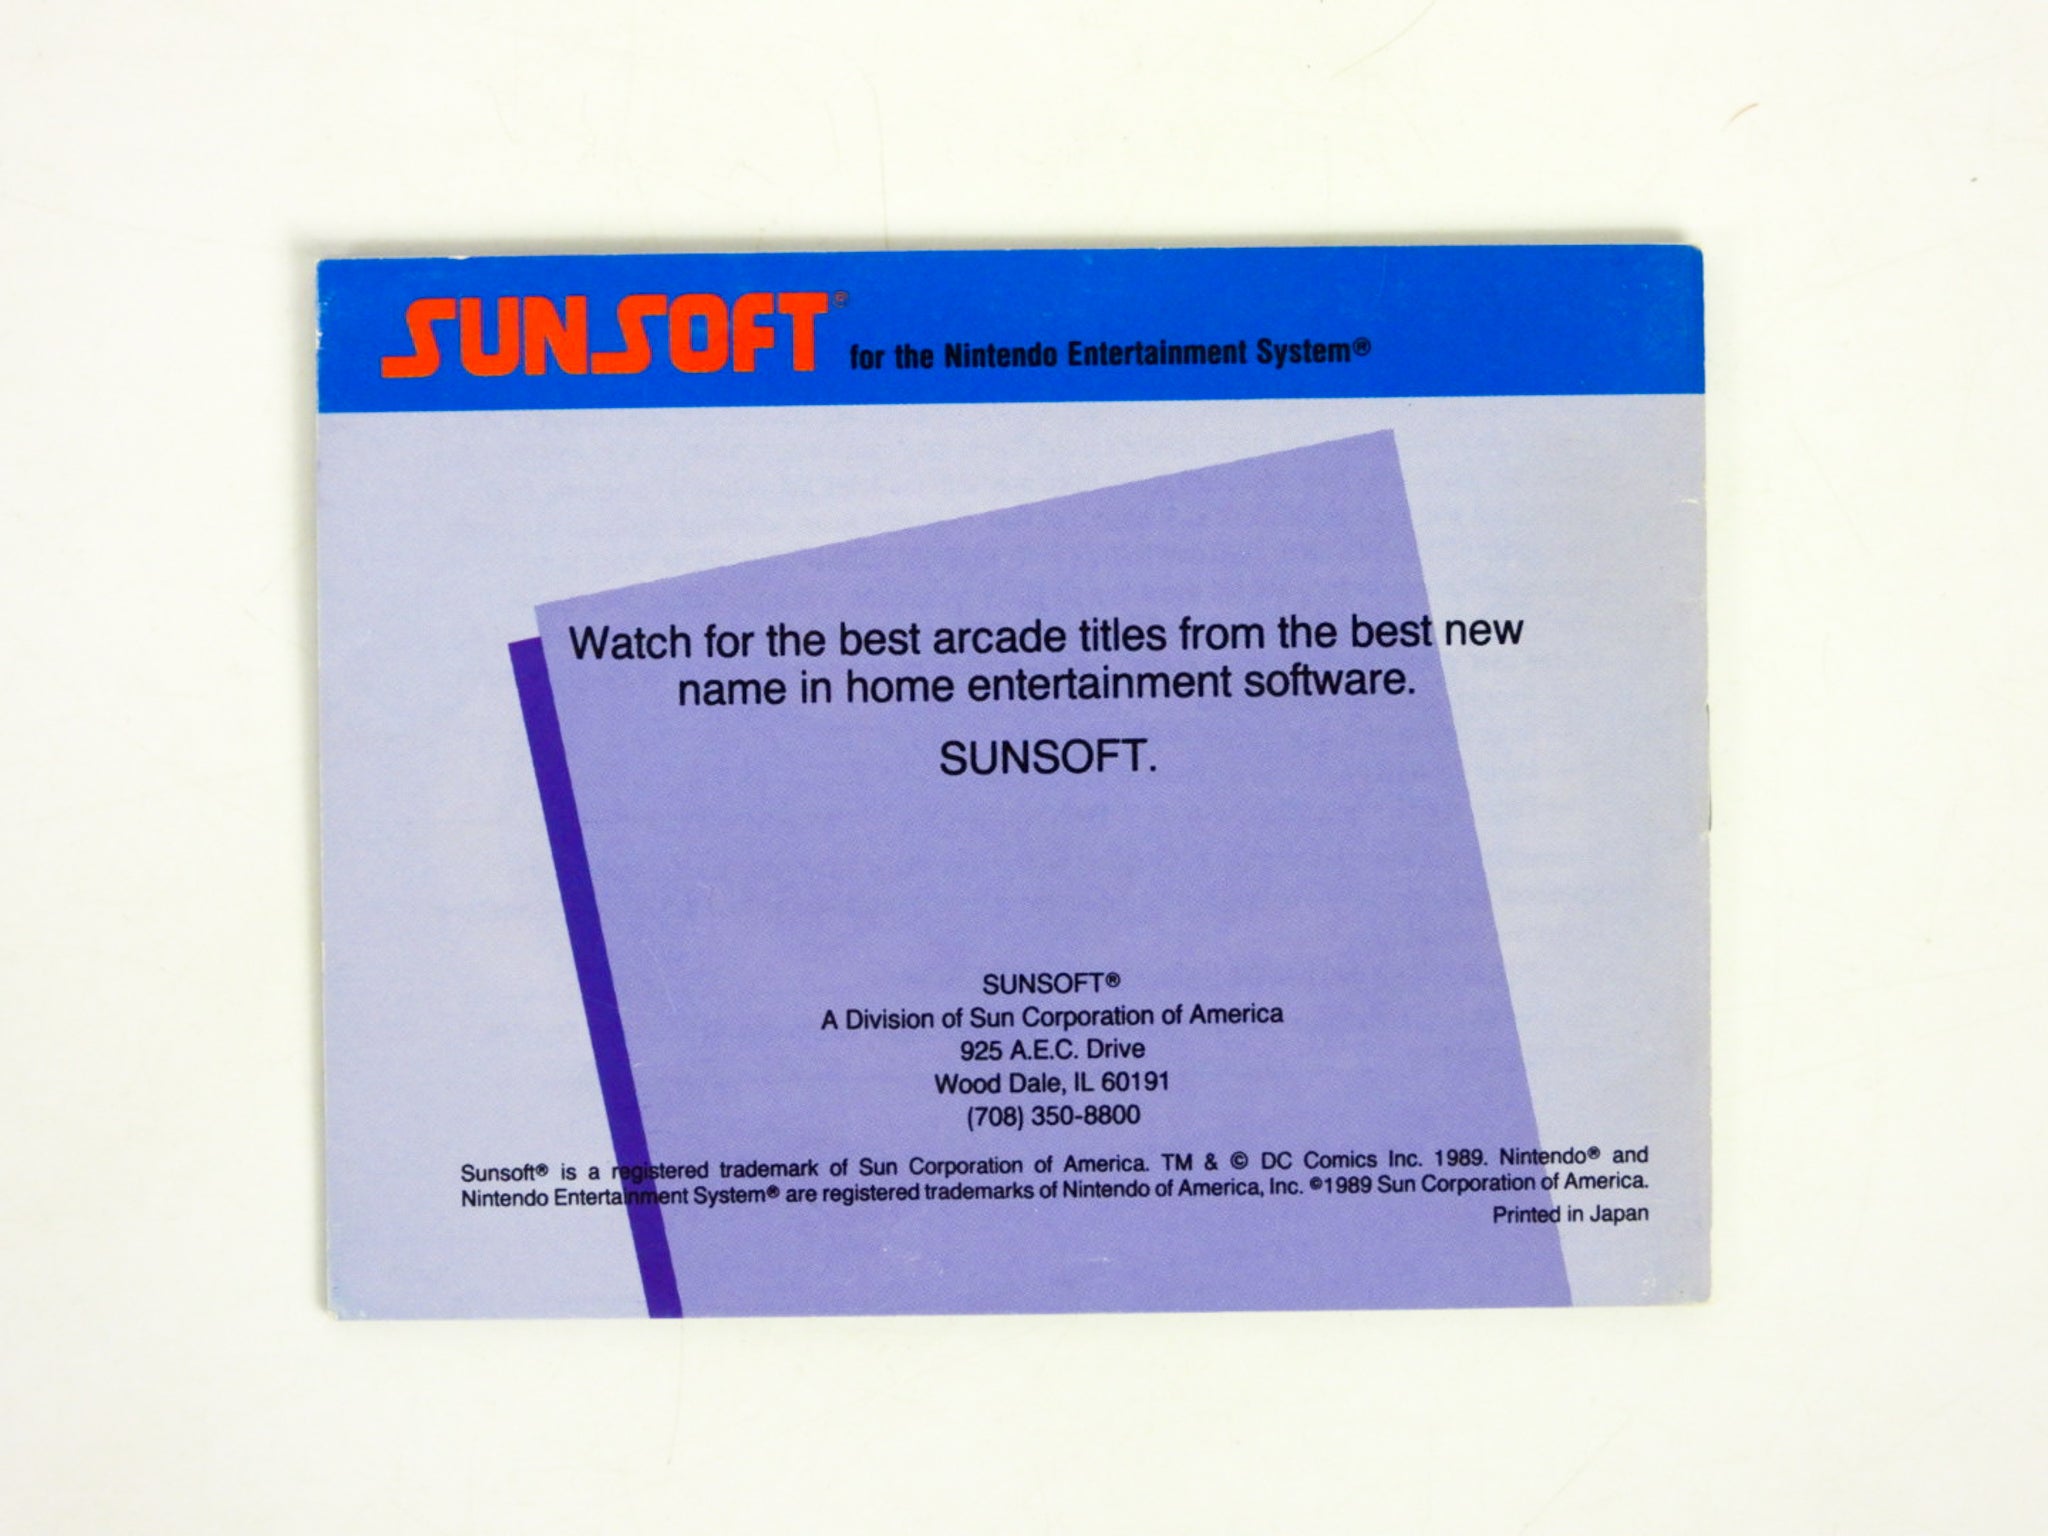 SUNSOFT® for the Nintendo Entertainment System®
Watch for the best arcade titles from the best new
name in home entertainment software.
SUNSOFT.
SUNSOFT®
A Division of Sun Corporation of America
925 A.E.C. Drive
Wood Dale, IL 60191
(708) 350-8800
Sunsoft® is a registered trademark of Sun Corporation of America. TM & © DC Comics Inc. 1989. Nintendo® and
Nintendo Entertainment System® are registered trademarks of Nintendo of America, Inc. ©1989 Sun Corporation of America.
Printed in Japan